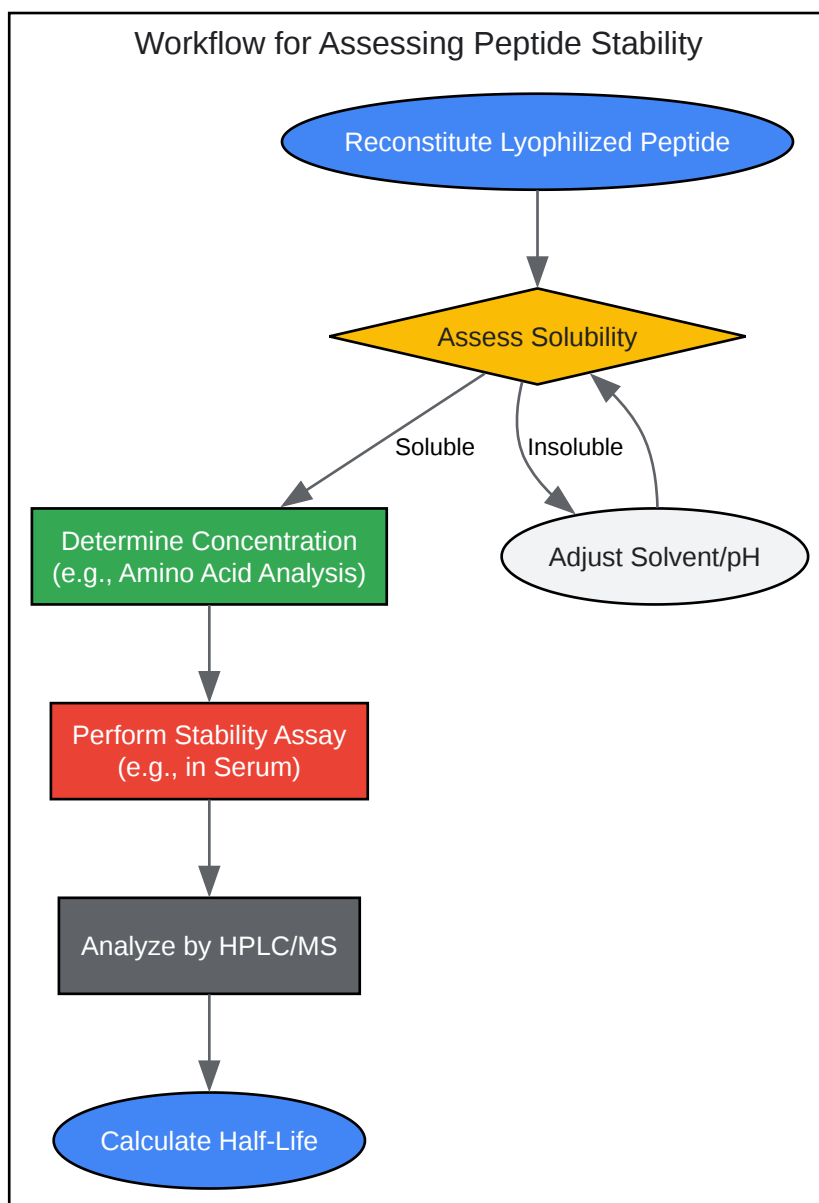 Workflow for Assessing Peptide Stability
Reconstitute Lyophilized Peptide
Assess Solubility
Soluble
Insoluble
Determine Concentration
(e.g., Amino Acid Analysis)
Adjust Solvent/pH
Perform Stability Assay
(e.g., in Serum)
Analyze by HPLC/MS
Calculate Half-Life